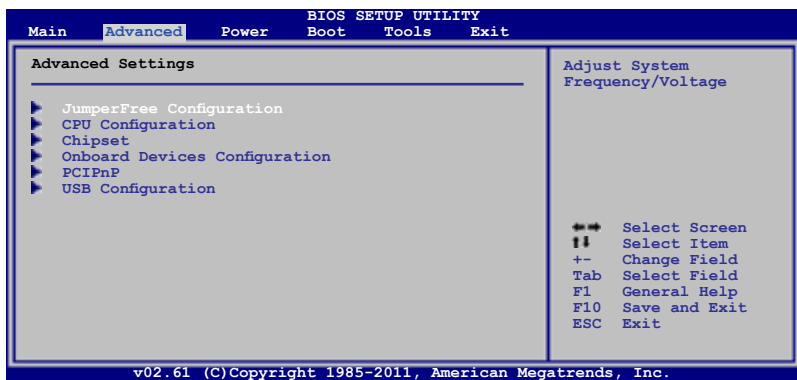 BIOS SETUP UTILITY
Main Advanced Power Boot Tools Exit
Advanced Settings
JumperFree Configuration
CPU Configuration
Chipset
Onboard Devices Configuration
PCIPnP
USB Configuration
Adjust System
Frequency/Voltage
←→ Select Screen
↑↓ Select Item
+- Change Field
Tab Select Field
F1 General Help
F10 Save and Exit
ESC Exit
v02.61 (C)Copyright 1985-2011, American Megatrends, Inc.